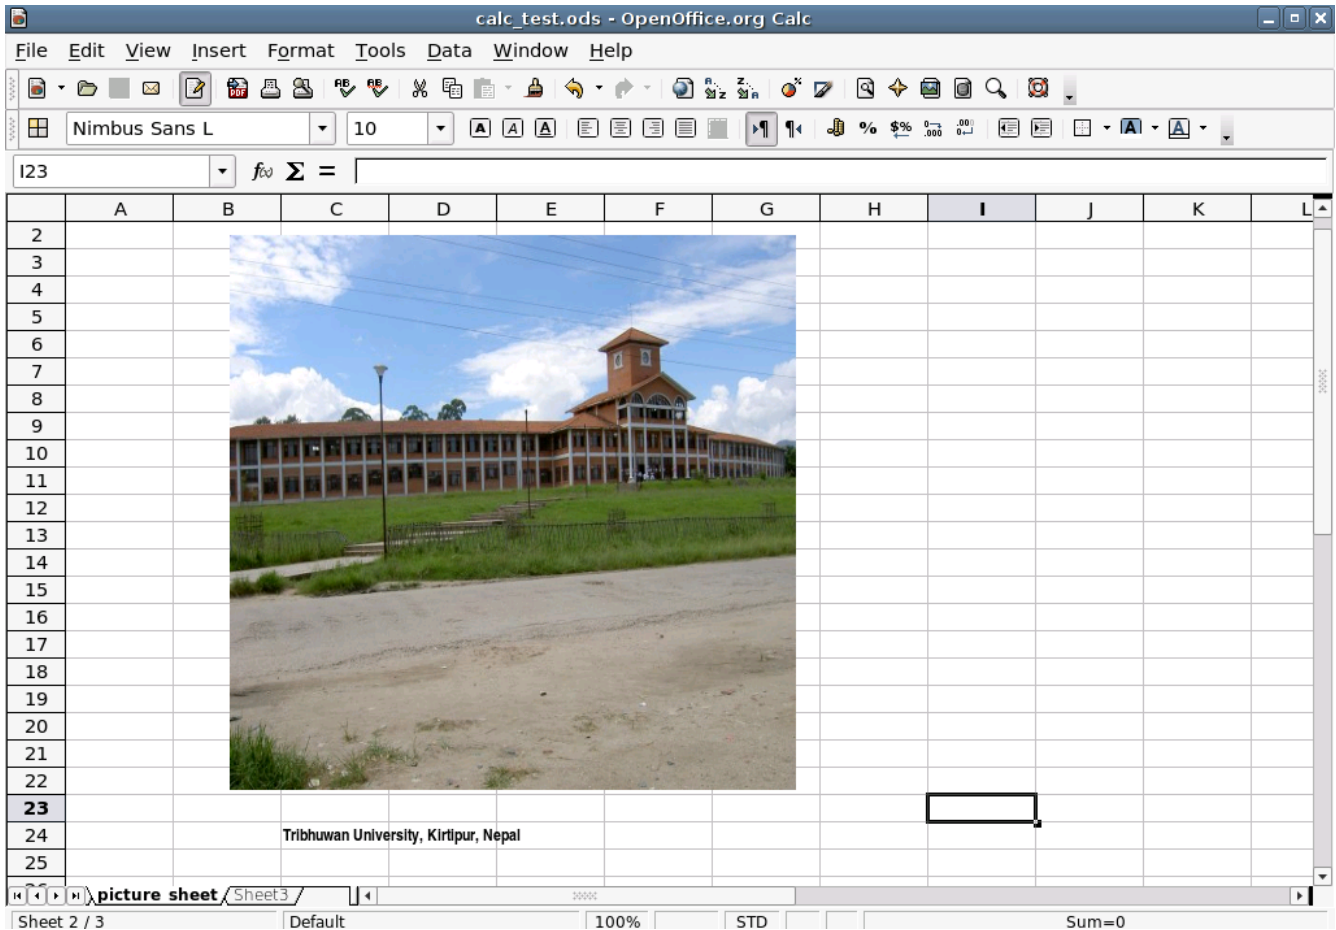 calc_test.ods - OpenOffice.org Calc
File Edit View Insert Format Tools Data Window Help
Nimbus Sans L 10
I23
A B C D E F G H I J K L
2
3
4
5
6
7
8
9
10
11
12
13
14
15
16
17
18
19
20
21
22
23
24 Tribhuwan University, Kirtipur, Nepal
25
picture sheet Sheet3
Sheet 2 / 3 Default 100% STD Sum=0